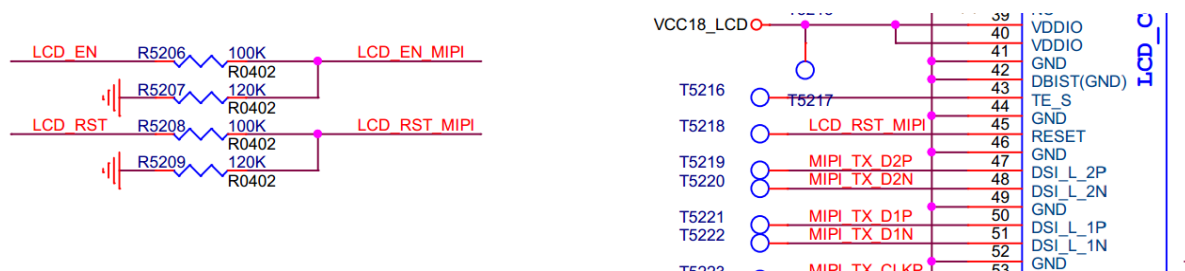 LCD_EN R5206 100K LCD_EN_MIPI
R0402
R5207 120K
R0402
LCD_RST R5208 100K LCD_RST_MIPI
R0402
R5209 120K
R0402
VCC18_LCD
39
VDDIO
40
VDDIO
41
GND
42
DBIST(GND)
T5216
43
TE_S
T5217
44
GND
T5218 LCD_RST_MIPI
45
RESET
46
GND
T5219 MIPI_TX_D2P
47
DSI_L_2P
T5220 MIPI_TX_D2N
48
DSI_L_2N
49
GND
T5221 MIPI_TX_D1P
50
DSI_L_1P
T5222 MIPI_TX_D1N
51
DSI_L_1N
52
GND
T5223 MIPI_TX_CLKP
53
LCD_C